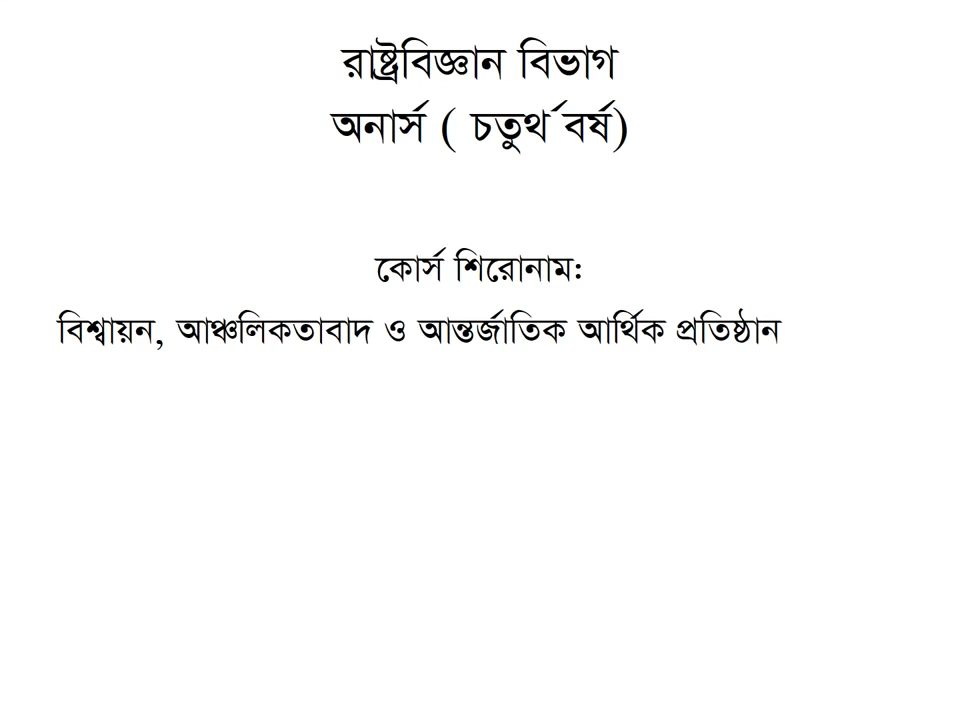 রাষ্ট্রবিজ্ঞান বিভাগ
অনার্স ( চতুর্থ বর্ষ)
কোর্স শিরোনাম:
বিশ্বায়ন, আঞ্চলিকতাবাদ ও আন্তর্জাতিক আর্থিক প্রতিষ্ঠান